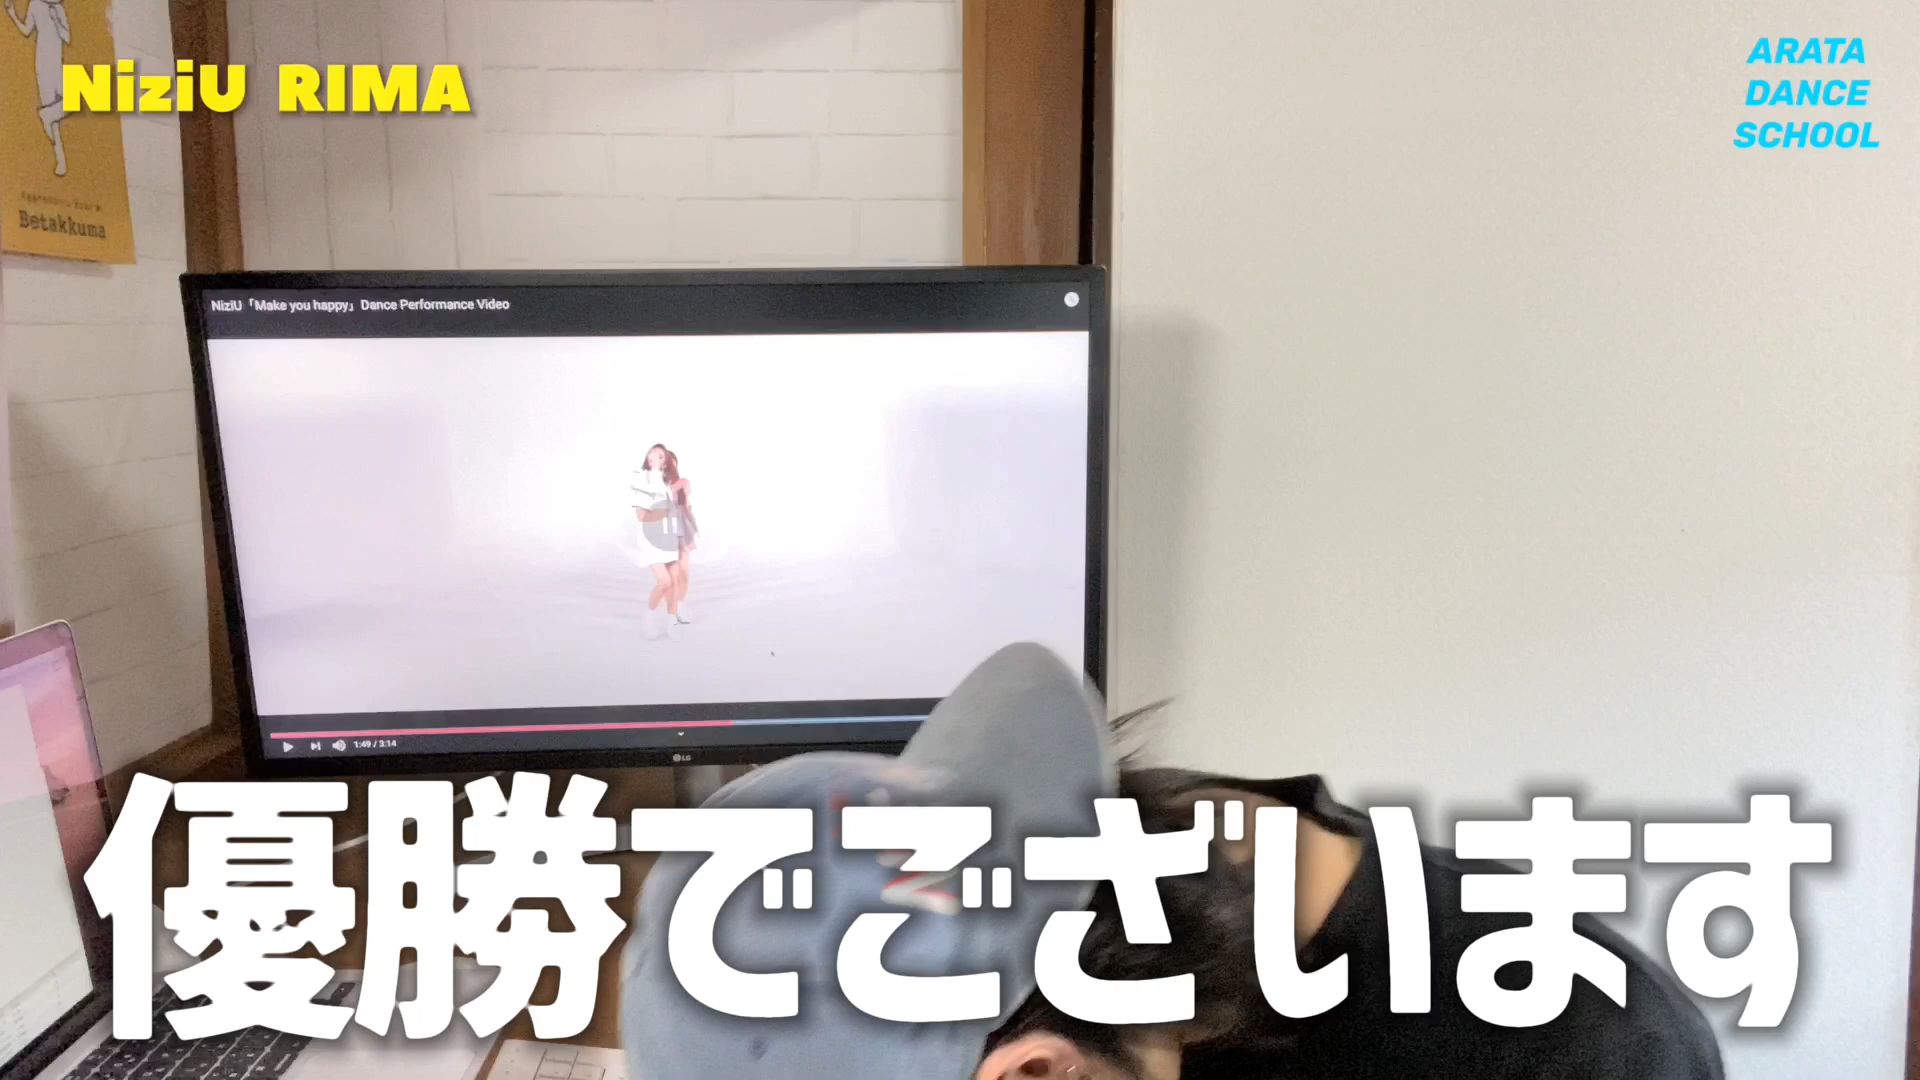 NiziU RIMA
ARATA
DANCE
SCHOOL
Betakkuma
NiziU「Make you happy」Dance Performance Video
1:49 / 3:14
LG
優勝でございます